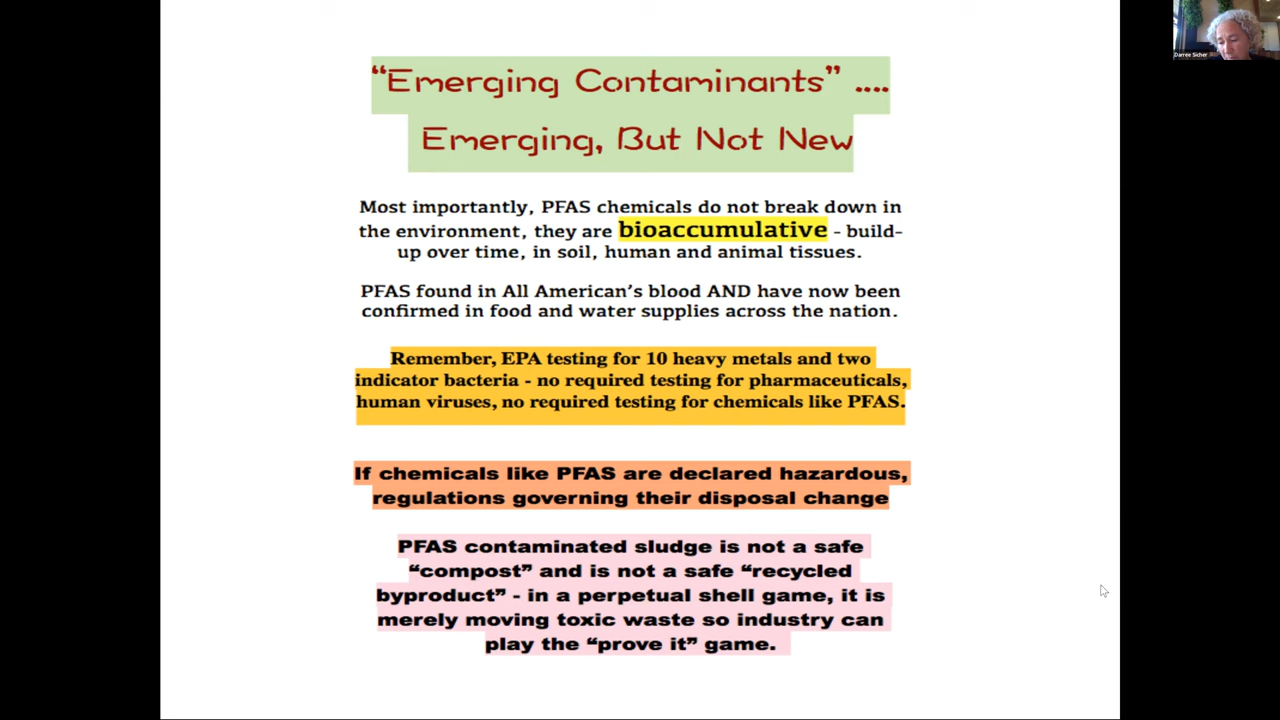 “Emerging Contaminants” ....
Emerging, But Not New
Most importantly, PFAS chemicals do not break down in
the environment, they are bioaccumulative - build-
up over time, in soil, human and animal tissues.
PFAS found in All American’s blood AND have now been
confirmed in food and water supplies across the nation.
Remember, EPA testing for 10 heavy metals and two
indicator bacteria - no required testing for pharmaceuticals,
human viruses, no required testing for chemicals like PFAS.
If chemicals like PFAS are declared hazardous,
regulations governing their disposal change
PFAS contaminated sludge is not a safe
“compost” and is not a safe “recycled
byproduct” - in a perpetual shell game, it is
merely moving toxic waste so industry can
play the “prove it” game.
Darree Sicher